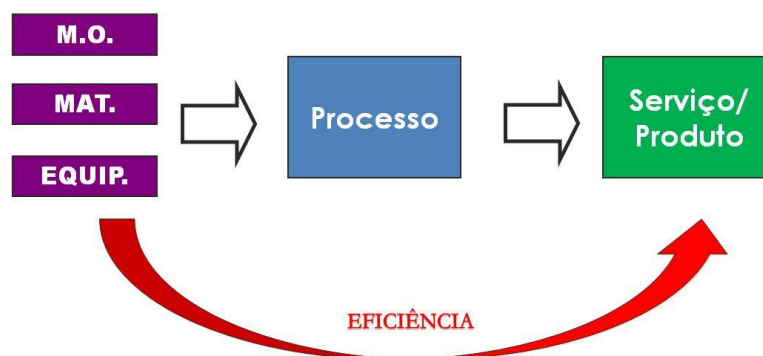 M.O.
MAT.
EQUIP.
Processo
Serviço/
Produto
EFICIÊNCIA